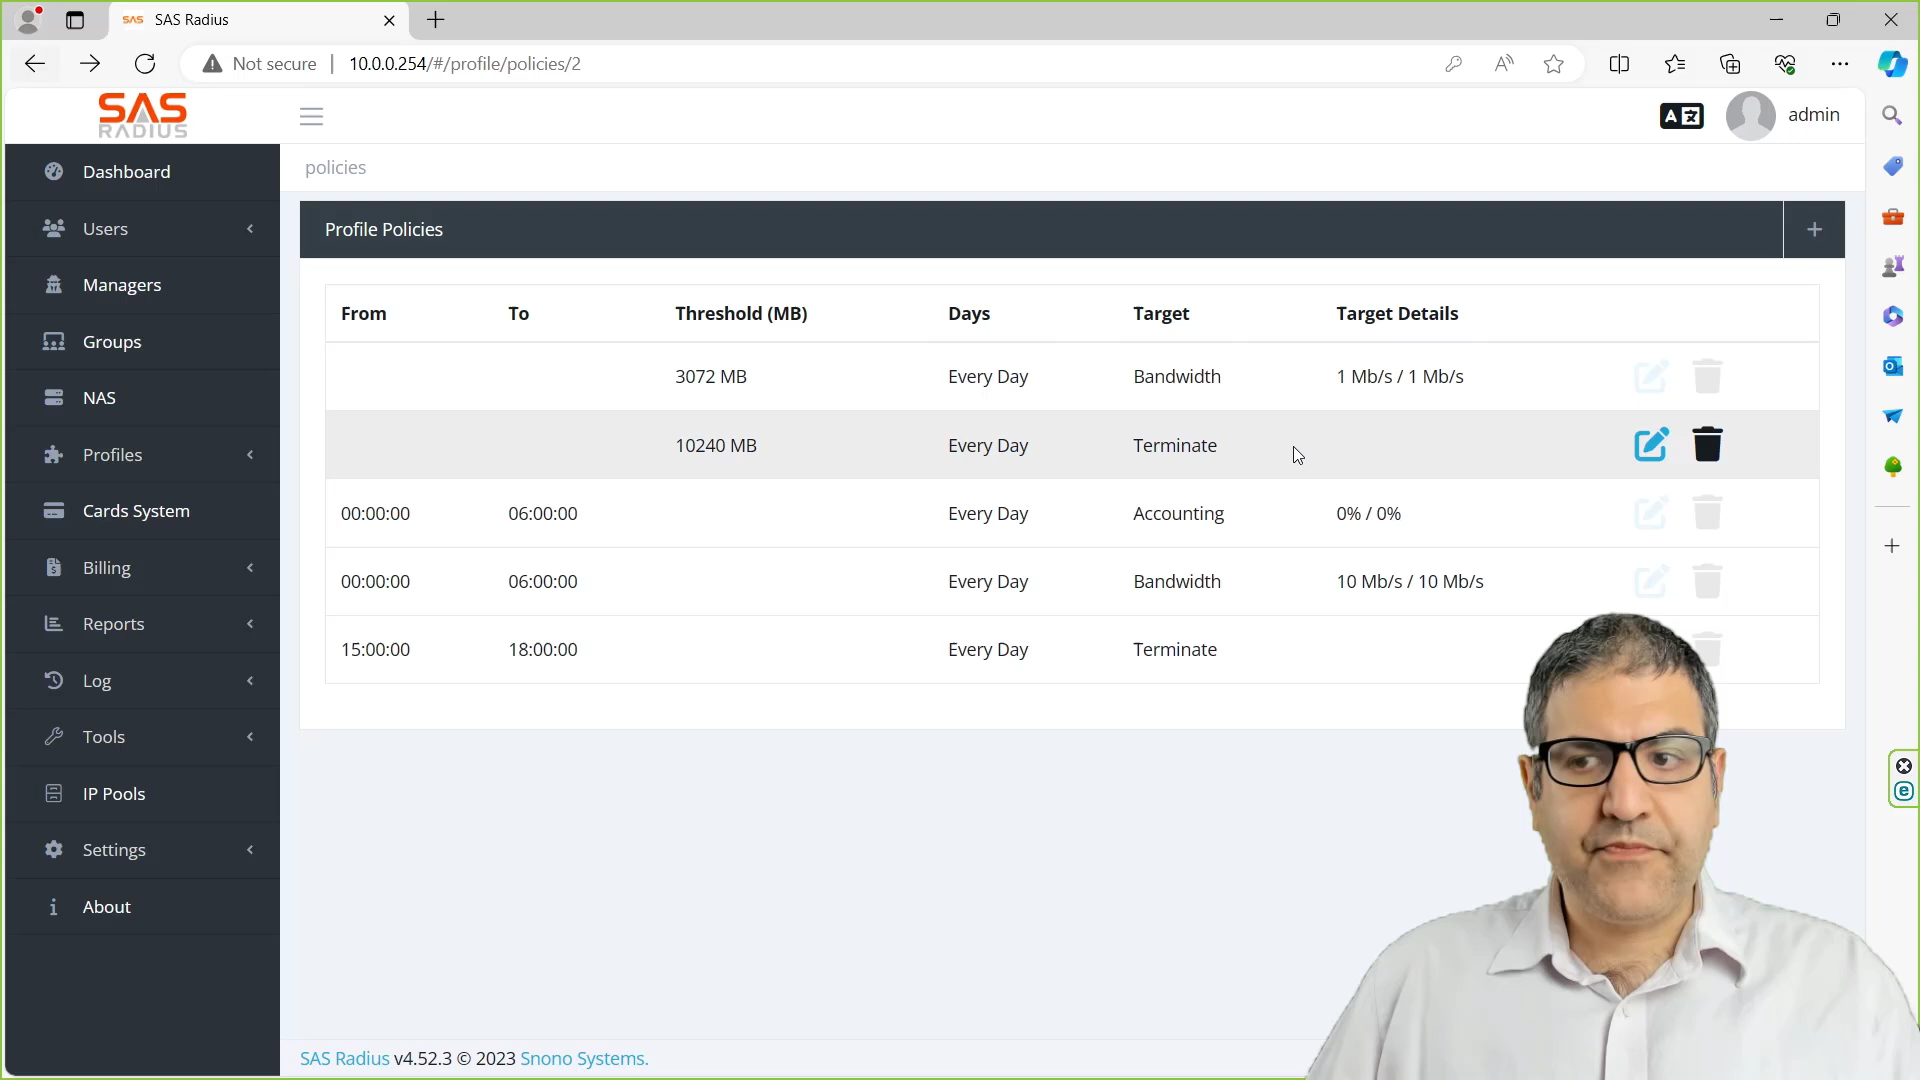 SAS Radius
Not secure
10.0.0.254/#/profile/policies/2
SAS
RADIUS
admin
Dashboard
Users
Managers
Groups
NAS
Profiles
Cards System
Billing
Reports
Log
Tools
IP Pools
Settings
About
policies
Profile Policies
From To Threshold (MB) Days Target Target Details
3072 MB Every Day Bandwidth 1 Mb/s / 1 Mb/s
10240 MB Every Day Terminate
00:00:00 06:00:00 Every Day Accounting 0% / 0%
00:00:00 06:00:00 Every Day Bandwidth 10 Mb/s / 10 Mb/s
15:00:00 18:00:00 Every Day Terminate
SAS Radius v4.52.3 © 2023 Snono Systems.